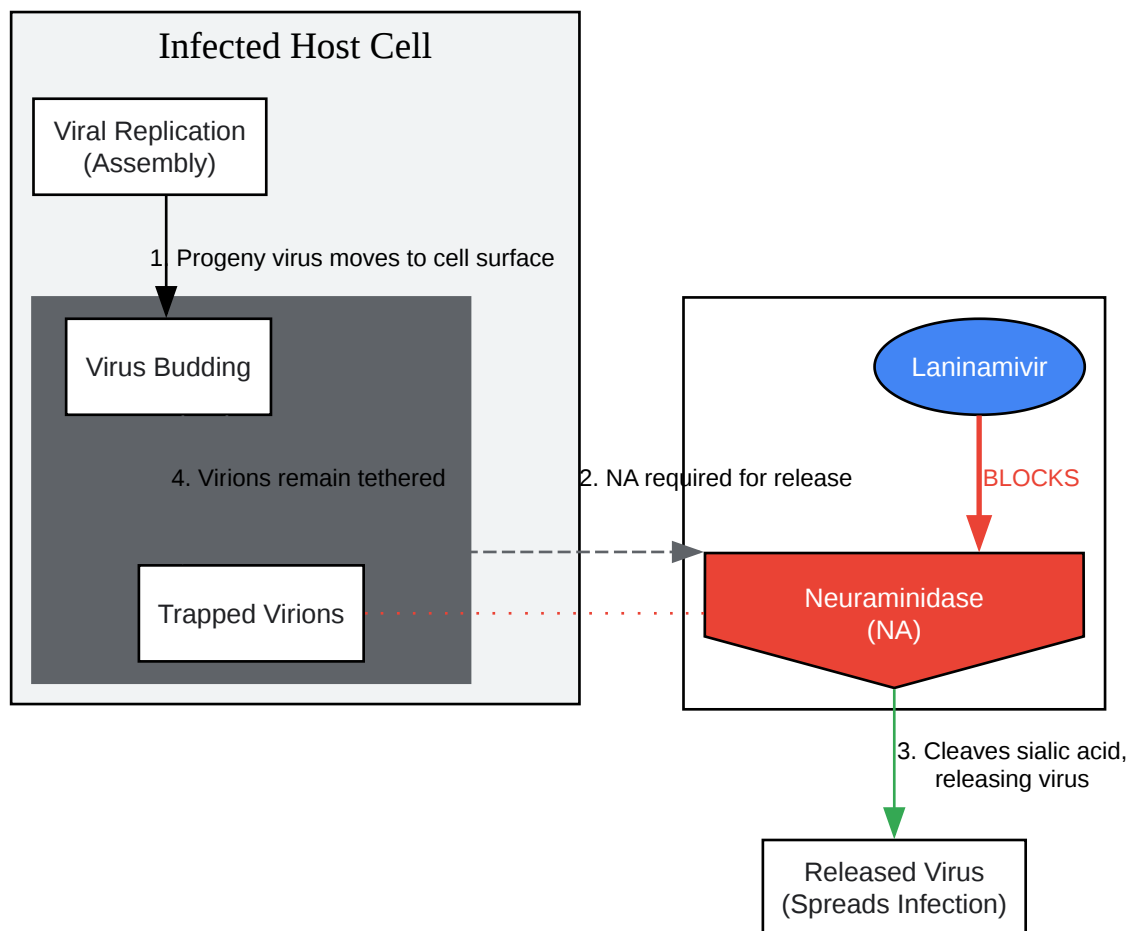 Infected Host Cell
Viral Replication
(Assembly)
1. Progeny virus moves to cell surface
Virus Budding
Laninamivir
4. Virions remain tethered
2. NA required for release
BLOCKS
Trapped Virions
Neuraminidase
(NA)
3. Cleaves sialic acid,
releasing virus
Released Virus
(Spreads Infection)